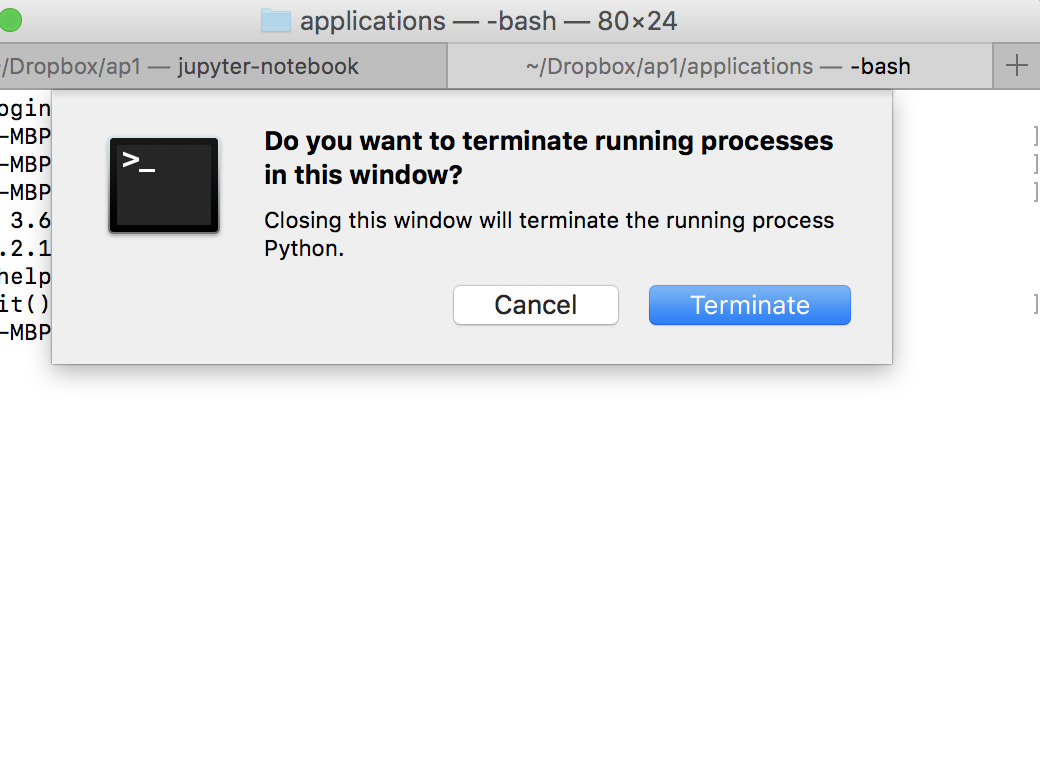 applications — -bash — 80×24
~/Dropbox/ap1 — jupyter-notebook
~/Dropbox/ap1/applications — -bash
ogin
-MBP
-MBP
-MBP
3.6
.2.1
help
it()
-MBP
]
]
]
]
>_
Do you want to terminate running processes
in this window?
Closing this window will terminate the running process
Python.
Cancel
Terminate